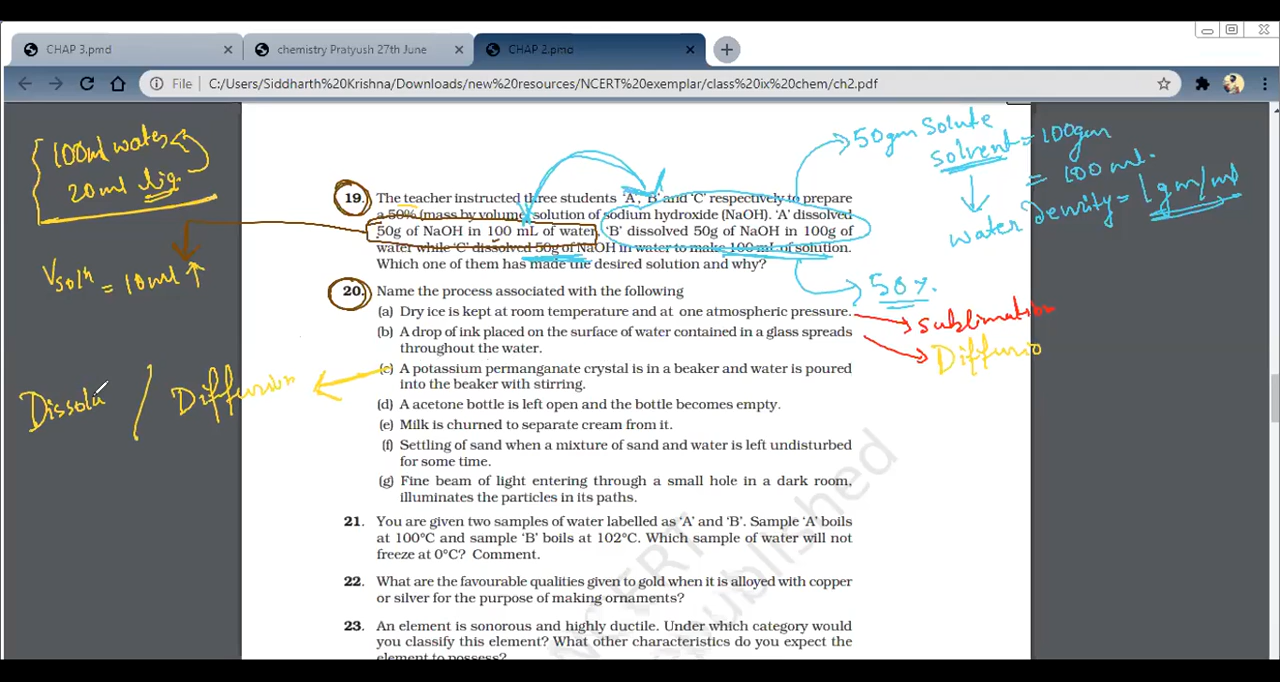 CHAP 3.pmd
chemistry Pratyush 27th June
CHAP 2.pmd
File C:/Users/Siddharth%20Krishna/Downloads/new%20resources/NCERT%20exemplar/class%20ix%20chem/ch2.pdf
100ml water
20ml liq
Vsolⁿ = 10ml ↑
50gm Solute
solvent = 100gm
= 100 ml.
water density = 1gm/ml
19. The teacher instructed three students 'A', 'B' and 'C' respectively to prepare
a 50% (mass by volume) solution of sodium hydroxide (NaOH). 'A' dissolved
50g of NaOH in 100 mL of water, 'B' dissolved 50g of NaOH in 100g of
water while 'C' dissolved 50g of NaOH in water to make 100 mL of solution.
Which one of them has made the desired solution and why?
50%.
20. Name the process associated with the following
(a) Dry ice is kept at room temperature and at one atmospheric pressure.
Sublimation
(b) A drop of ink placed on the surface of water contained in a glass spreads
throughout the water.
Diffusio
(c) A potassium permanganate crystal is in a beaker and water is poured
into the beaker with stirring.
Dissolu / Diffusion
(d) A acetone bottle is left open and the bottle becomes empty.
(e) Milk is churned to separate cream from it.
(f) Settling of sand when a mixture of sand and water is left undisturbed
for some time.
(g) Fine beam of light entering through a small hole in a dark room,
illuminates the particles in its paths.
21. You are given two samples of water labelled as 'A' and 'B'. Sample 'A' boils
at 100°C and sample 'B' boils at 102°C. Which sample of water will not
freeze at 0°C? Comment.
22. What are the favourable qualities given to gold when it is alloyed with copper
or silver for the purpose of making ornaments?
23. An element is sonorous and highly ductile. Under which category would
you classify this element? What other characteristics do you expect the
element to possess?
NCERT
published